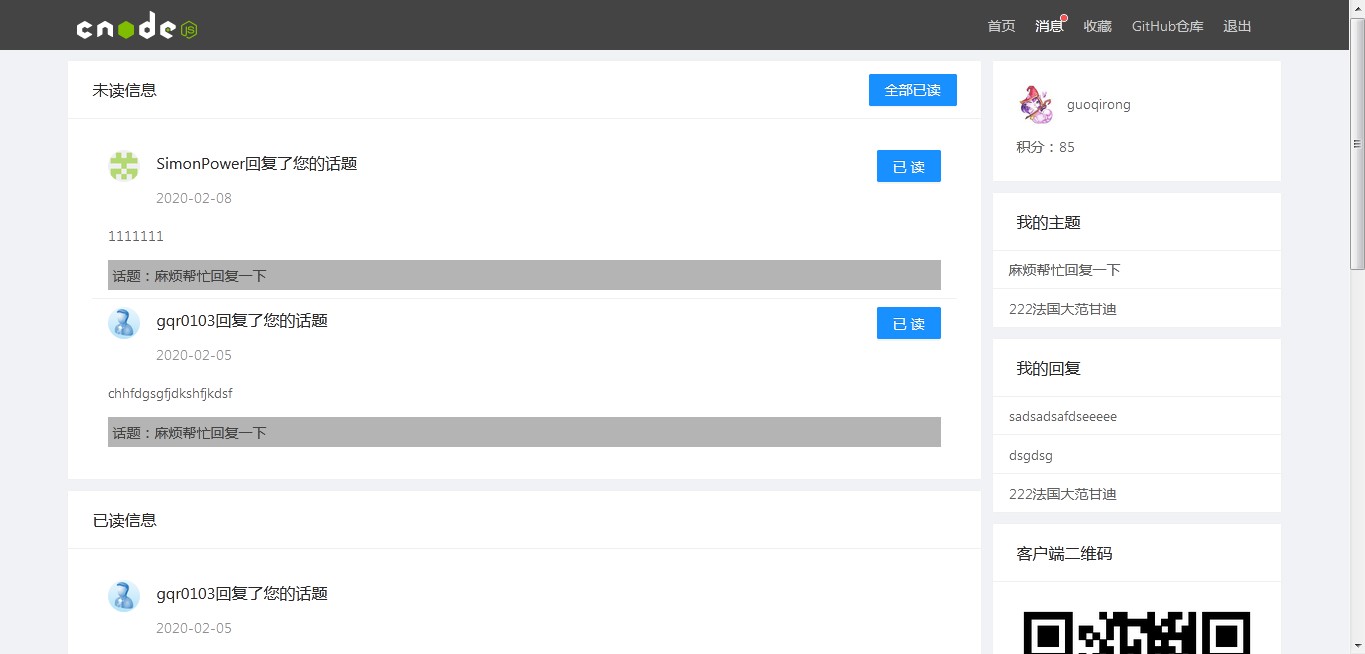 cnode JS
首页 消息 收藏 GitHub仓库 退出
未读信息
全部已读
SimonPower回复了您的话题
已 读
2020-02-08
1111111
话题：麻烦帮忙回复一下
gqr0103回复了您的话题
已 读
2020-02-05
chhfdgsgfjdkshfjkdsf
话题：麻烦帮忙回复一下
已读信息
gqr0103回复了您的话题
2020-02-05
guoqirong
积分：85
我的主题
麻烦帮忙回复一下
222法国大范甘迪
我的回复
sadsadsafdseeeee
dsgdsg
222法国大范甘迪
客户端二维码